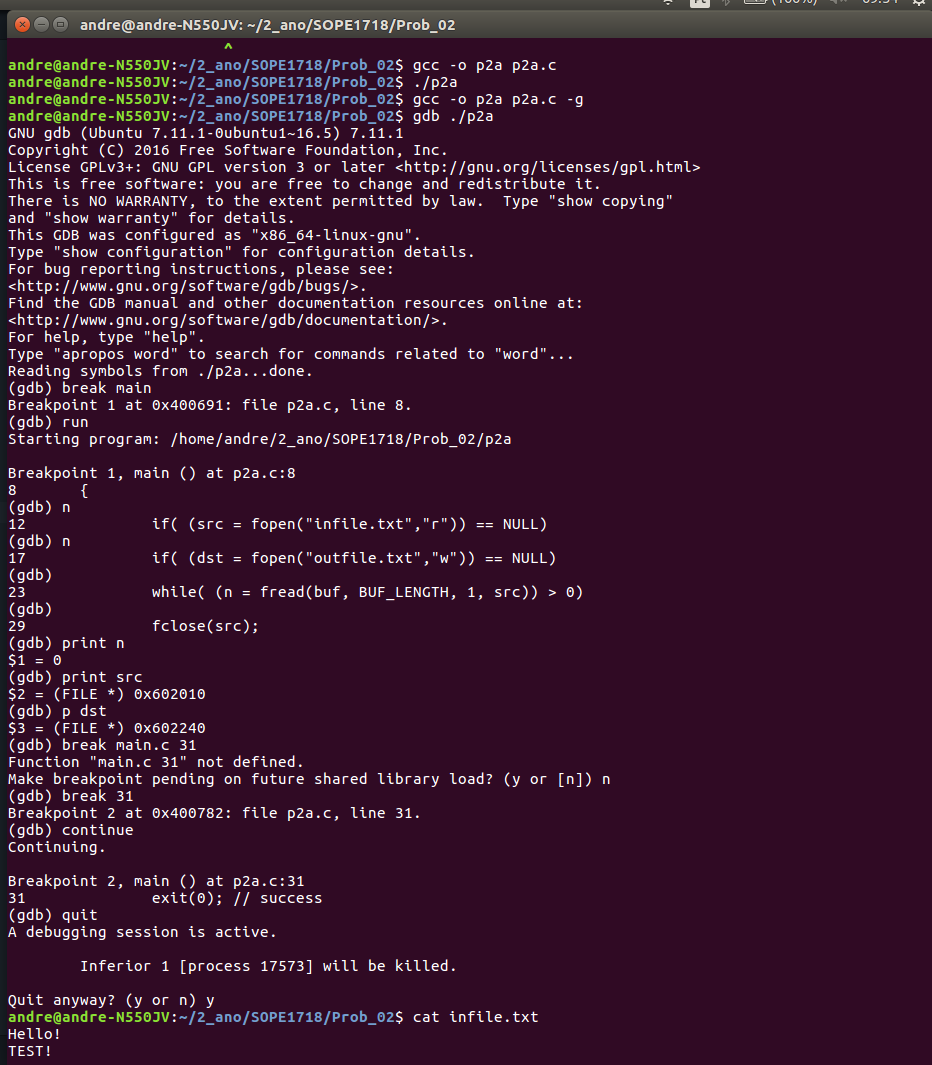 andre@andre-N550JV: ~/2_ano/SOPE1718/Prob_02
^
andre@andre-N550JV:~/2_ano/SOPE1718/Prob_02$ gcc -o p2a p2a.c
andre@andre-N550JV:~/2_ano/SOPE1718/Prob_02$ ./p2a
andre@andre-N550JV:~/2_ano/SOPE1718/Prob_02$ gcc -o p2a p2a.c -g
andre@andre-N550JV:~/2_ano/SOPE1718/Prob_02$ gdb ./p2a
GNU gdb (Ubuntu 7.11.1-0ubuntu1~16.5) 7.11.1
Copyright (C) 2016 Free Software Foundation, Inc.
License GPLv3+: GNU GPL version 3 or later <http://gnu.org/licenses/gpl.html>
This is free software: you are free to change and redistribute it.
There is NO WARRANTY, to the extent permitted by law.  Type "show copying"
and "show warranty" for details.
This GDB was configured as "x86_64-linux-gnu".
Type "show configuration" for configuration details.
For bug reporting instructions, please see:
<http://www.gnu.org/software/gdb/bugs/>.
Find the GDB manual and other documentation resources online at:
<http://www.gnu.org/software/gdb/documentation/>.
For help, type "help".
Type "apropos word" to search for commands related to "word"...
Reading symbols from ./p2a...done.
(gdb) break main
Breakpoint 1 at 0x400691: file p2a.c, line 8.
(gdb) run
Starting program: /home/andre/2_ano/SOPE1718/Prob_02/p2a
Breakpoint 1, main () at p2a.c:8
8       {
(gdb) n
12              if( (src = fopen("infile.txt","r")) == NULL)
(gdb) n
17              if( (dst = fopen("outfile.txt","w")) == NULL)
(gdb)
23              while( (n = fread(buf, BUF_LENGTH, 1, src)) > 0)
(gdb)
29              fclose(src);
(gdb) print n
$1 = 0
(gdb) print src
$2 = (FILE *) 0x602010
(gdb) p dst
$3 = (FILE *) 0x602240
(gdb) break main.c 31
Function "main.c 31" not defined.
Make breakpoint pending on future shared library load? (y or [n]) n
(gdb) break 31
Breakpoint 2 at 0x400782: file p2a.c, line 31.
(gdb) continue
Continuing.
Breakpoint 2, main () at p2a.c:31
31              exit(0); // success
(gdb) quit
A debugging session is active.
        Inferior 1 [process 17573] will be killed.
Quit anyway? (y or n) y
andre@andre-N550JV:~/2_ano/SOPE1718/Prob_02$ cat infile.txt
Hello!
TEST!